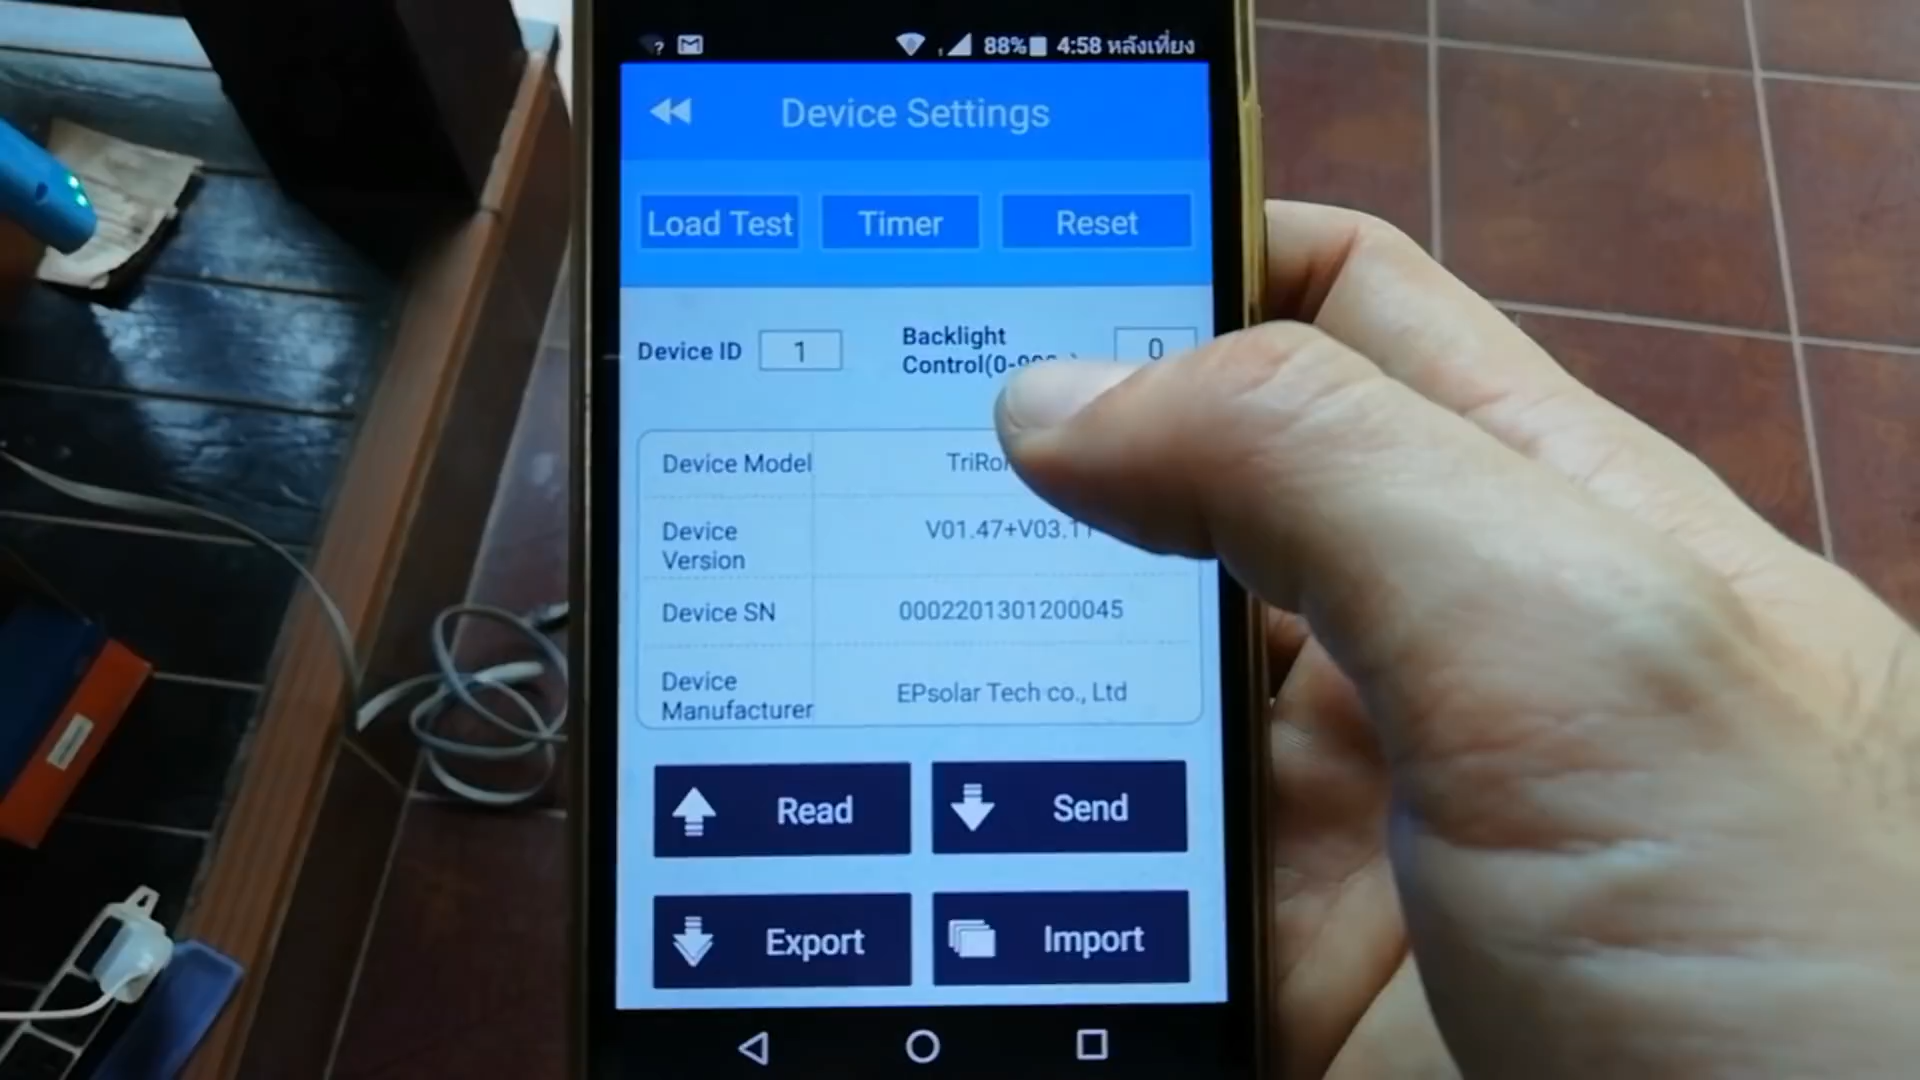 88% 4:58 หลังเที่ยง
Device Settings
Load Test Timer Reset
Device ID 1 Backlight 0
Device Model
Device
Version
Device SN 0002201301200045
Device EPsolar Tech co., Ltd
Manufacturer
Read Send
Export Import